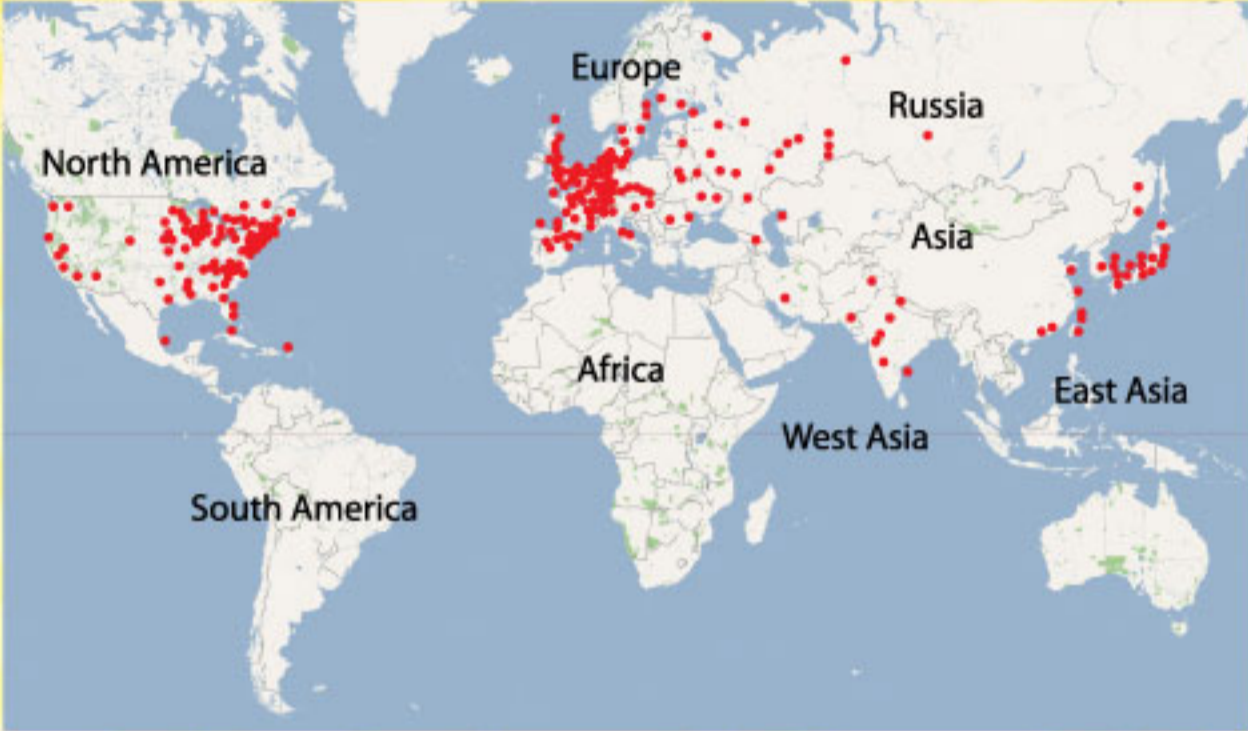 Europe
Russia
North America
Asia
Africa
East Asia
West Asia
South America